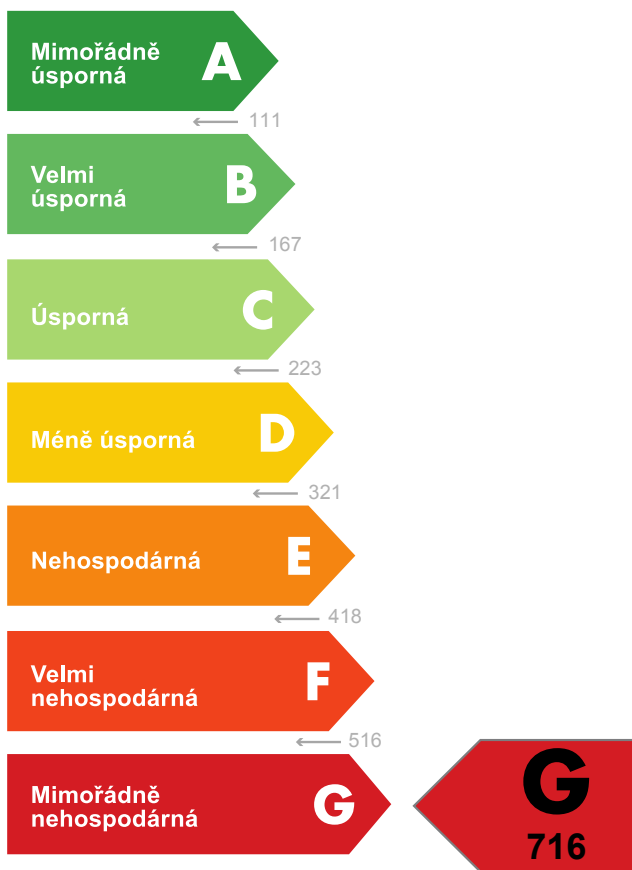 Mimořádně
úsporná
A
← 111
Velmi
úsporná
B
← 167
Úsporná
C
← 223
Méně úsporná
D
← 321
Nehospodárná
E
← 418
Velmi
nehospodárná
F
← 516
Mimořádně
nehospodárná
G
G
716